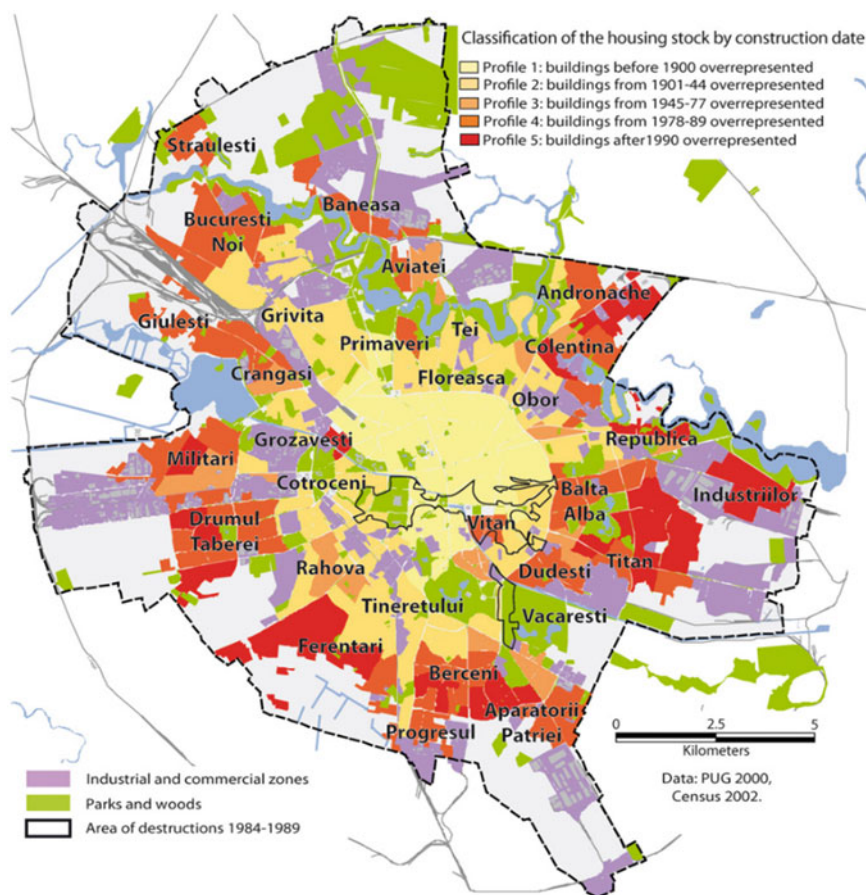 Classification of the housing stock by construction date
Profile 1: buildings before 1900 overrepresented
Profile 2: buildings from 1901-44 overrepresented
Profile 3: buildings from 1945-77 overrepresented
Profile 4: buildings from 1978-89 overrepresented
Profile 5: buildings after1990 overrepresented
Straulesti
Baneasa
Bucuresti
Noi
Aviatei
Andronache
Giulesti
Grivita
Primaveri
Tei
Colentina
Crangasi
Floreasca
Obor
Militari
Grozavesti
Republica
Cotroceni
Balta
Alba
Industriilor
Drumul
Taberei
Vitan
Rahova
Dudesti
Titan
Tineretului
Vacaresti
Ferentari
Berceni
Aparatorii
Patriei
Progresul
0 2.5 5
Kilometers
Data: PUG 2000,
Census 2002.
Industrial and commercial zones
Parks and woods
Area of destructions 1984-1989